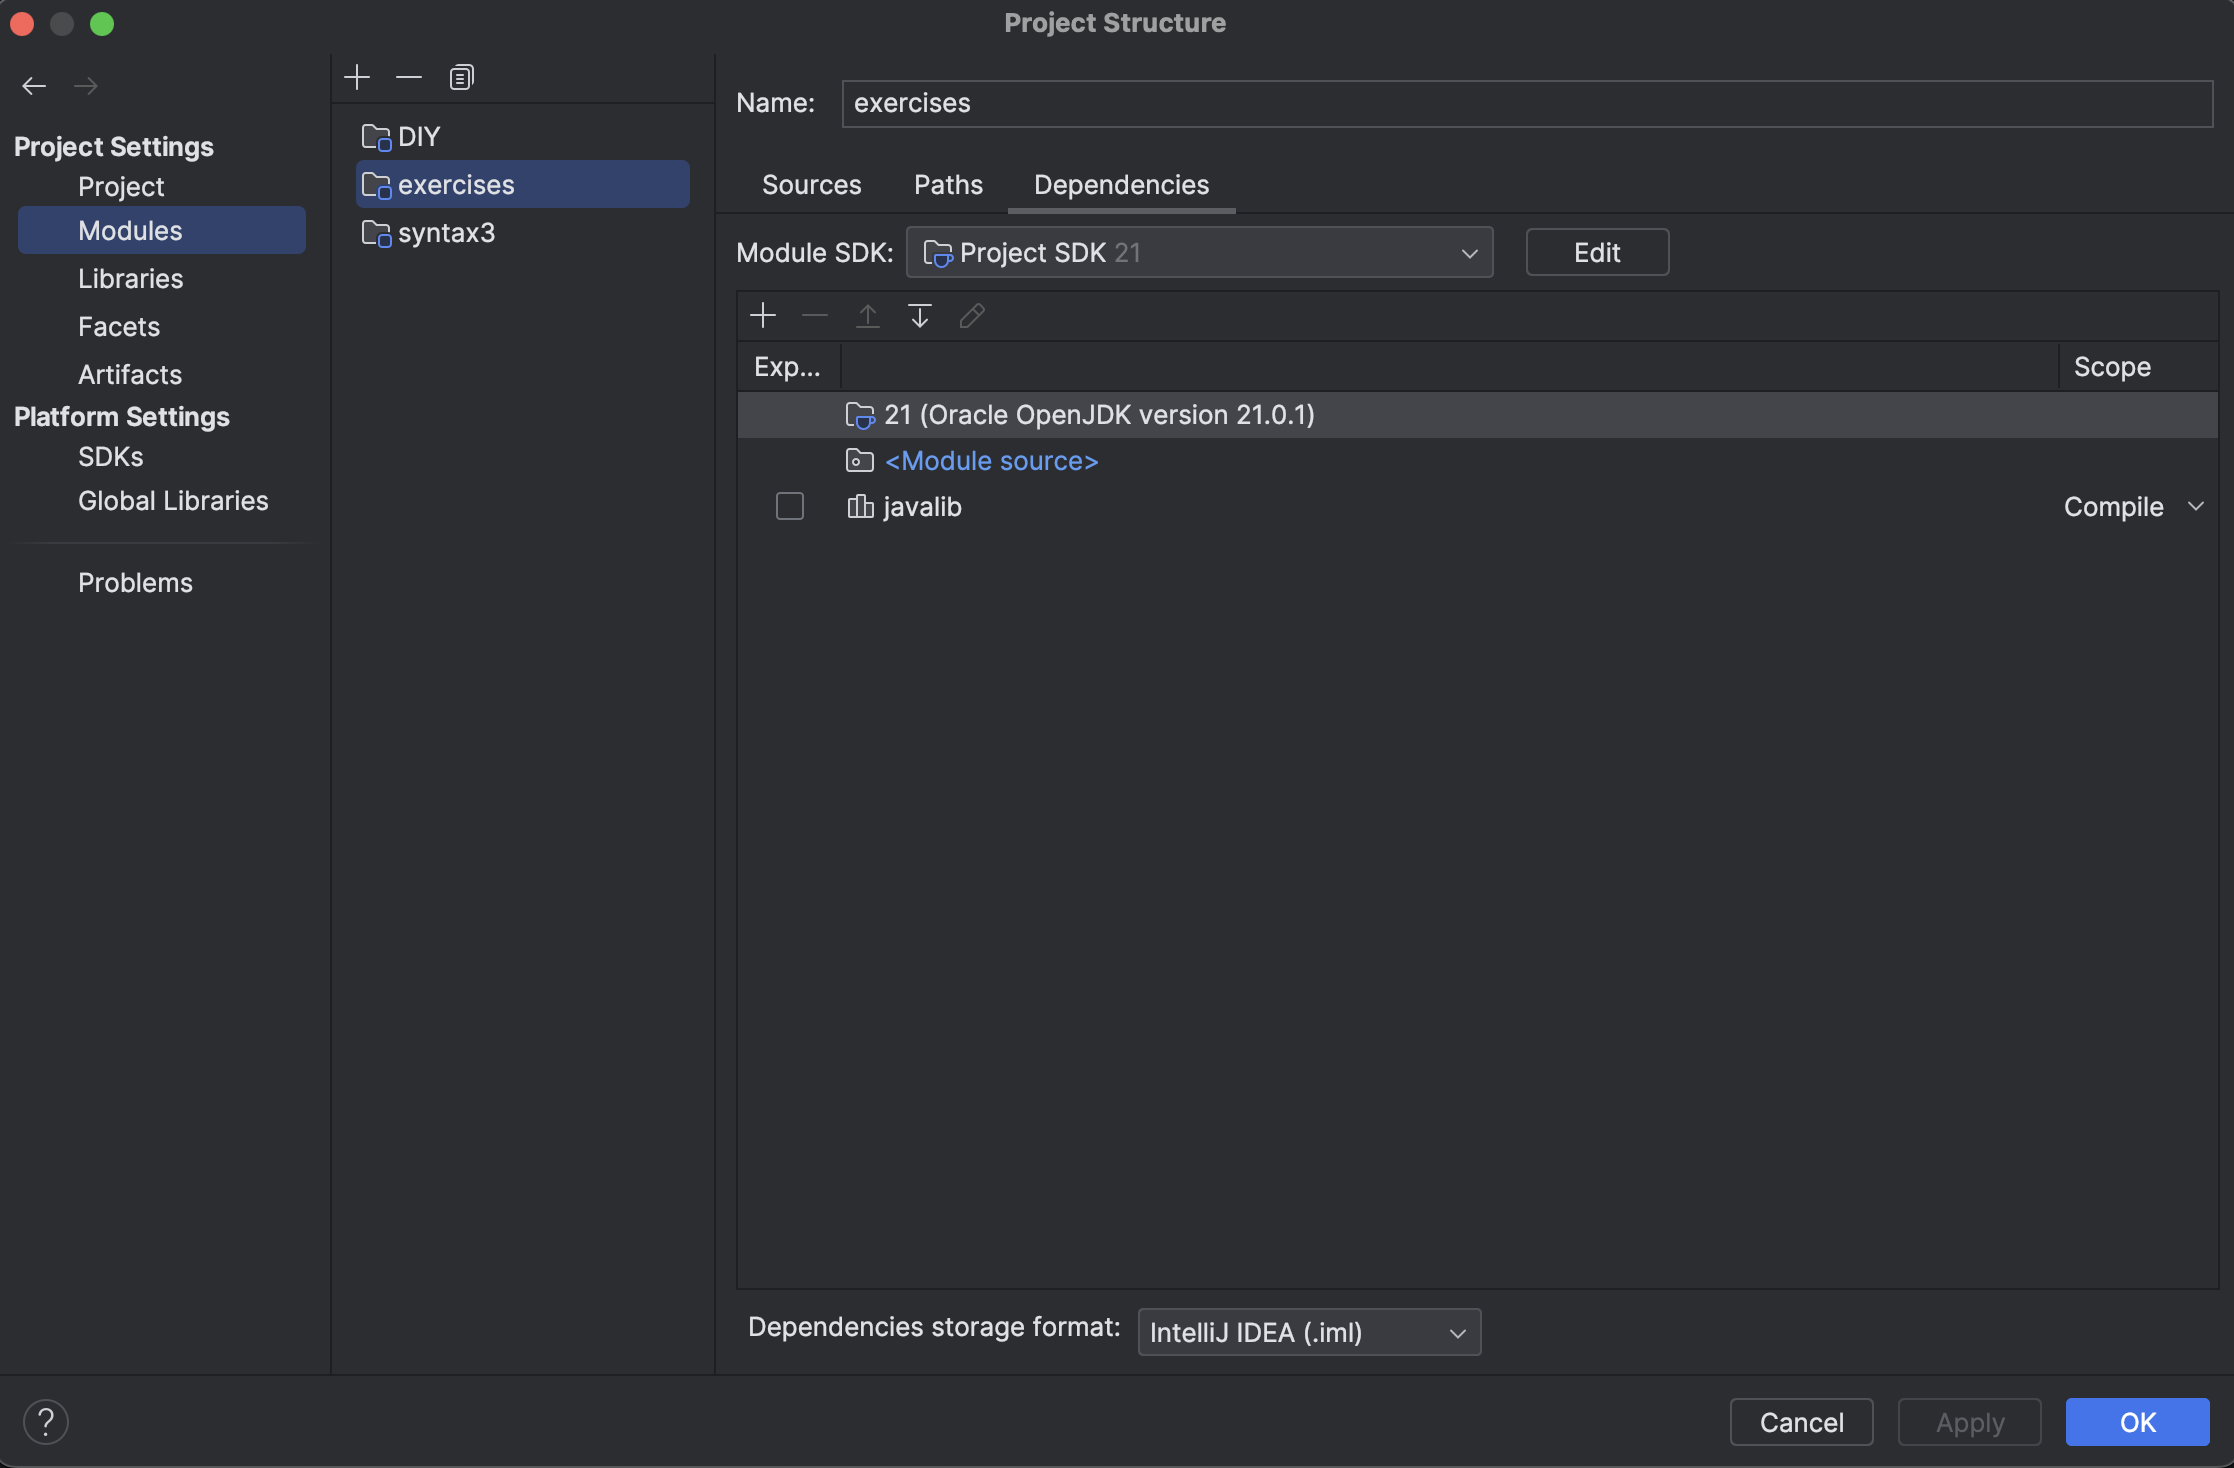 Project Structure
Project Settings
Project
Modules
Libraries
Facets
Artifacts
Platform Settings
SDKs
Global Libraries
Problems
DIY
exercises
syntax3
Name: exercises
Sources Paths Dependencies
Module SDK: Project SDK 21 Edit
Exp... Scope
21 (Oracle OpenJDK version 21.0.1)
<Module source>
javalib Compile
Dependencies storage format: IntelliJ IDEA (.iml)
? Cancel Apply OK